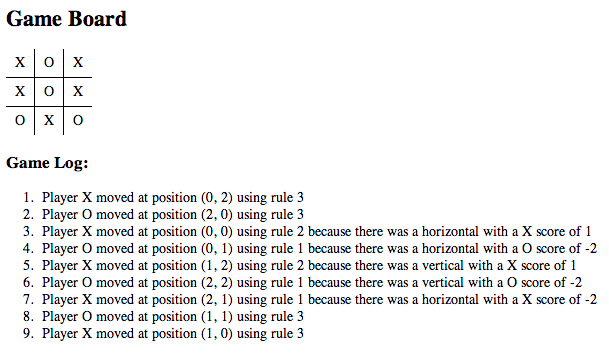 Game Board
X O X
X O X
O X O
Game Log:
1. Player X moved at position (0, 2) using rule 3
2. Player O moved at position (2, 0) using rule 3
3. Player X moved at position (0, 0) using rule 2 because there was a horizontal with a X score of 1
4. Player O moved at position (0, 1) using rule 1 because there was a horizontal with a O score of -2
5. Player X moved at position (1, 2) using rule 2 because there was a vertical with a X score of 1
6. Player O moved at position (2, 2) using rule 1 because there was a vertical with a O score of -2
7. Player X moved at position (2, 1) using rule 1 because there was a horizontal with a X score of -2
8. Player O moved at position (1, 1) using rule 3
9. Player X moved at position (1, 0) using rule 3